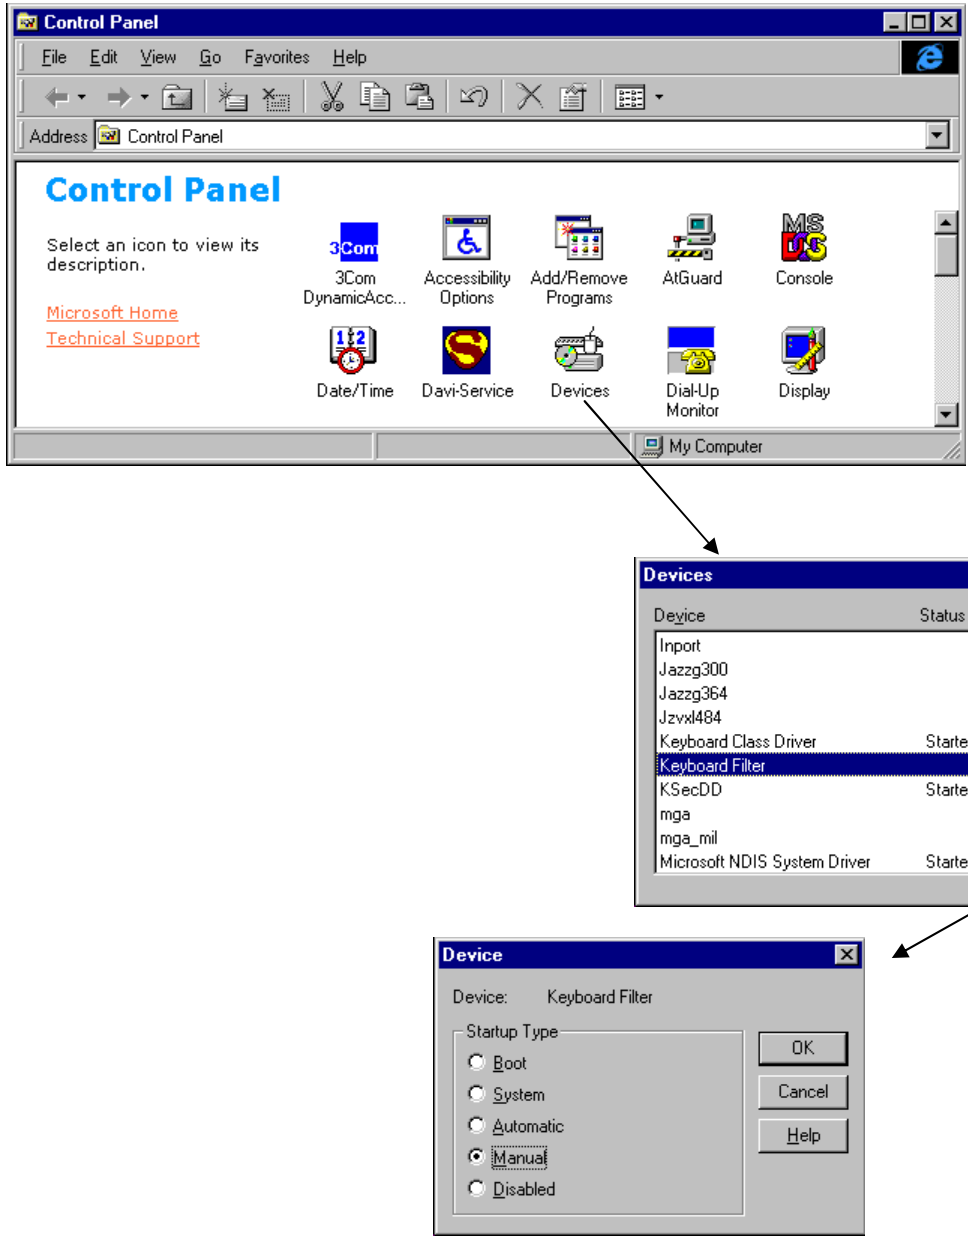 Control Panel
File Edit View Go Favorites Help
Address Control Panel
Control Panel
Select an icon to view its
description.
Microsoft Home
Technical Support
3Com
3Com
DynamicAcc...
Accessibility
Options
Add/Remove
Programs
AtGuard
MS
DOS
Console
1 2
Date/Time
S
Davi-Service
Devices
Dial-Up
Monitor
Display
My Computer
Devices
Device Status
Inport
Jazzg300
Jazzg364
Jzvxl484
Keyboard Class Driver Starte
Keyboard Filter
KSecDD Starte
mga
mga_mil
Microsoft NDIS System Driver Starte
Device
Device: Keyboard Filter
Startup Type
Boot
System
Automatic
Manual
Disabled
OK
Cancel
Help